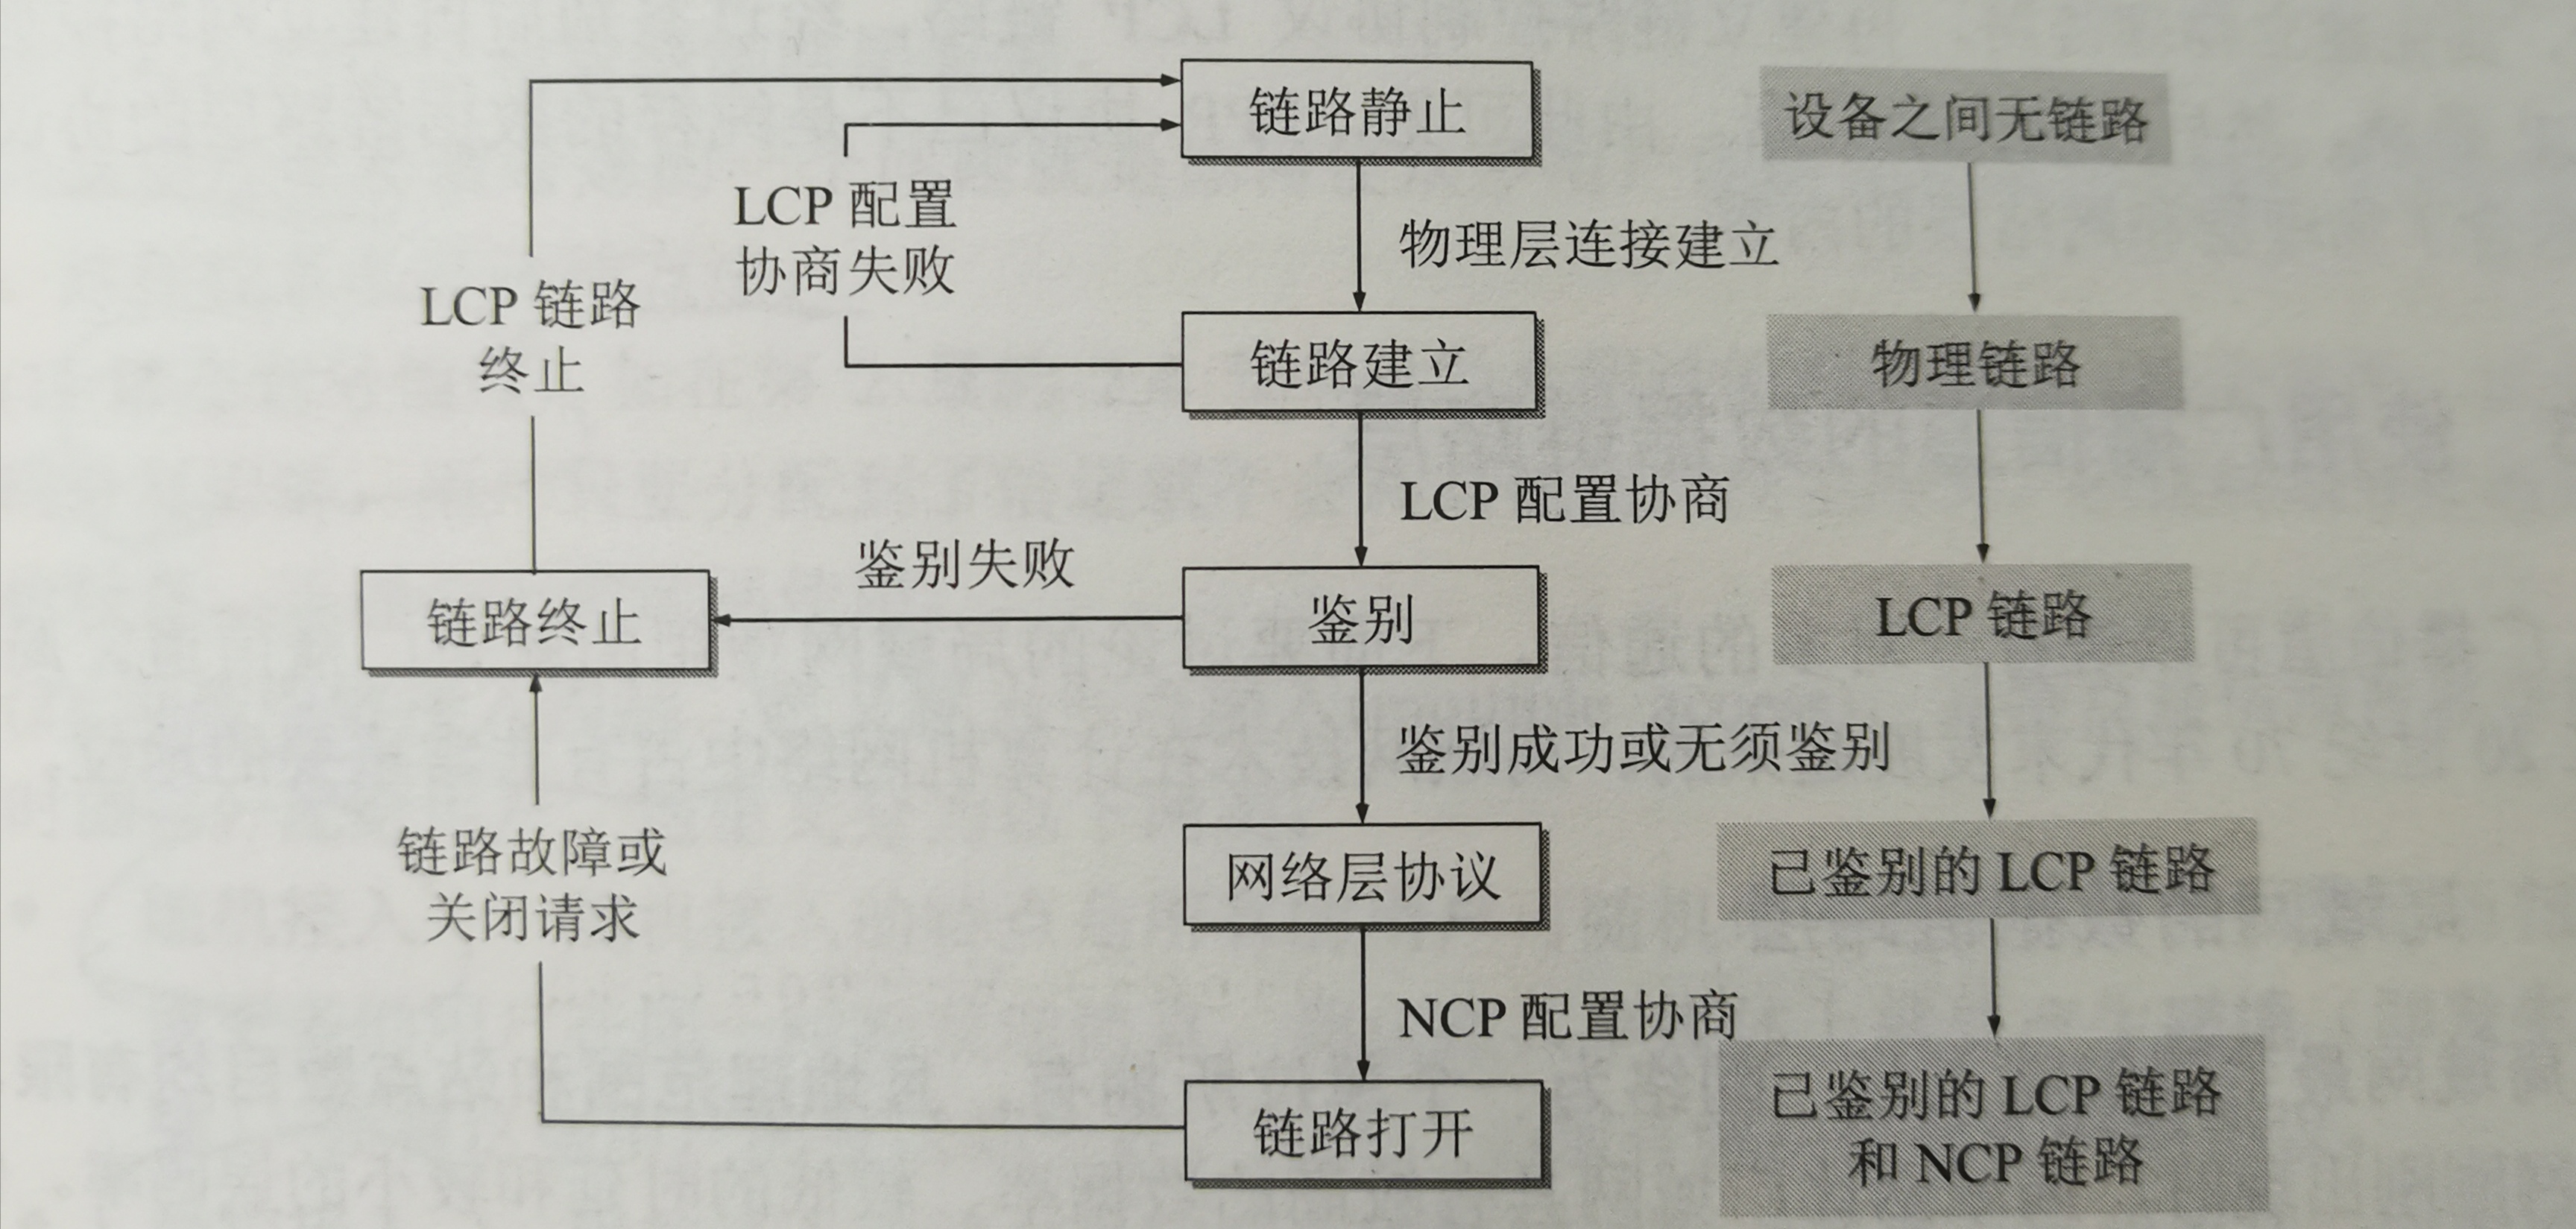 链路静止
设备之间无链路
LCP 配置
协商失败
物理层连接建立
LCP 链路
终止
链路建立
物理链路
LCP 配置协商
鉴别失败
链路终止
鉴别
LCP 链路
鉴别成功或无须鉴别
链路故障或
关闭请求
网络层协议
已鉴别的 LCP 链路
NCP 配置协商
链路打开
已鉴别的 LCP 链路
和 NCP 链路